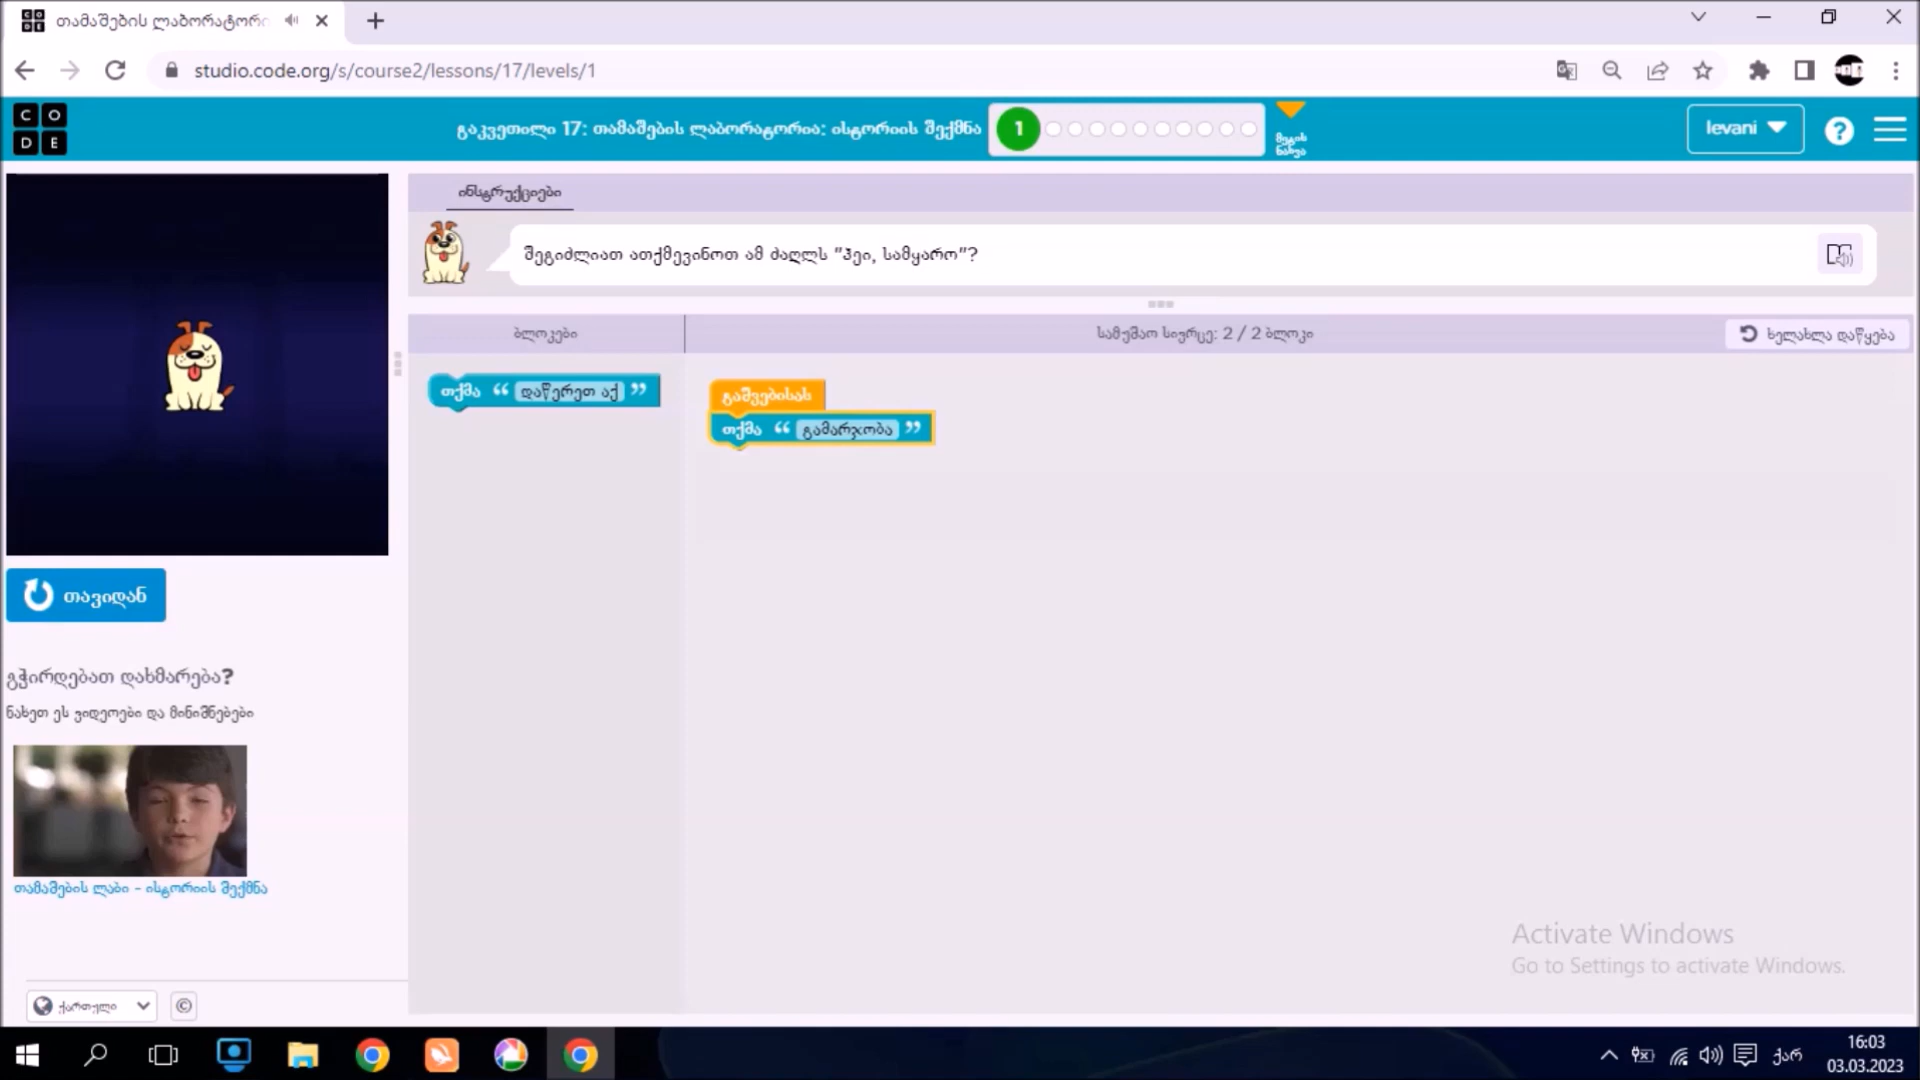 თამაშების ლაბორატორი
studio.code.org/s/course2/lessons/17/levels/1
C O
D E
გაკვეთილი 17: თამაშების ლაბორატორია: ისტორიის შექმნა
1
მეტის
ნახვა
levani
?
ინსტრუქციები
შეგიძლიათ ათქმევინოთ ამ ძაღლს "ჰეი, სამყარო"?
ბლოკები
სამუშაო სივრცე: 2 / 2 ბლოკი
ხელახლა დაწყება
თქმა “ დაწერეთ აქ ”
გაშვებისას
თქმა “ გამარჯობა ”
თავიდან
გჭირდებათ დახმარება?
ნახეთ ეს ვიდეოები და მინიშნებები
თამაშების ლაბი - ისტორიის შექმნა
Activate Windows
Go to Settings to activate Windows.
ქართული
©
ქარ
16:03
03.03.2023